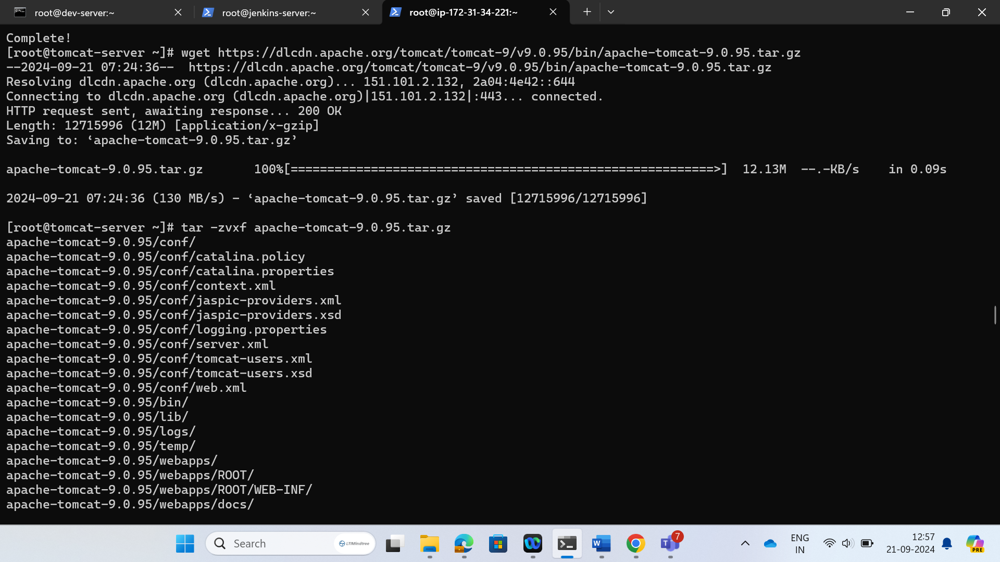 root@dev-server:~
root@jenkins-server:~
root@ip-172-31-34-221:~
Complete!
[root@tomcat-server ~]# wget https://dlcdn.apache.org/tomcat/tomcat-9/v9.0.95/bin/apache-tomcat-9.0.95.tar.gz
--2024-09-21 07:24:36--  https://dlcdn.apache.org/tomcat/tomcat-9/v9.0.95/bin/apache-tomcat-9.0.95.tar.gz
Resolving dlcdn.apache.org (dlcdn.apache.org)... 151.101.2.132, 2a04:4e42::644
Connecting to dlcdn.apache.org (dlcdn.apache.org)|151.101.2.132|:443... connected.
HTTP request sent, awaiting response... 200 OK
Length: 12715996 (12M) [application/x-gzip]
Saving to: ‘apache-tomcat-9.0.95.tar.gz’
apache-tomcat-9.0.95.tar.gz       100%[==========================================================>]  12.13M  --.-KB/s    in 0.09s
2024-09-21 07:24:36 (130 MB/s) - ‘apache-tomcat-9.0.95.tar.gz’ saved [12715996/12715996]
[root@tomcat-server ~]# tar -zvxf apache-tomcat-9.0.95.tar.gz
apache-tomcat-9.0.95/conf/
apache-tomcat-9.0.95/conf/catalina.policy
apache-tomcat-9.0.95/conf/catalina.properties
apache-tomcat-9.0.95/conf/context.xml
apache-tomcat-9.0.95/conf/jaspic-providers.xml
apache-tomcat-9.0.95/conf/jaspic-providers.xsd
apache-tomcat-9.0.95/conf/logging.properties
apache-tomcat-9.0.95/conf/server.xml
apache-tomcat-9.0.95/conf/tomcat-users.xml
apache-tomcat-9.0.95/conf/tomcat-users.xsd
apache-tomcat-9.0.95/conf/web.xml
apache-tomcat-9.0.95/bin/
apache-tomcat-9.0.95/lib/
apache-tomcat-9.0.95/logs/
apache-tomcat-9.0.95/temp/
apache-tomcat-9.0.95/webapps/
apache-tomcat-9.0.95/webapps/ROOT/
apache-tomcat-9.0.95/webapps/ROOT/WEB-INF/
apache-tomcat-9.0.95/webapps/docs/
Search
LTIMindtree
W
T
7
ENG
IN
12:57
21-09-2024
PRE